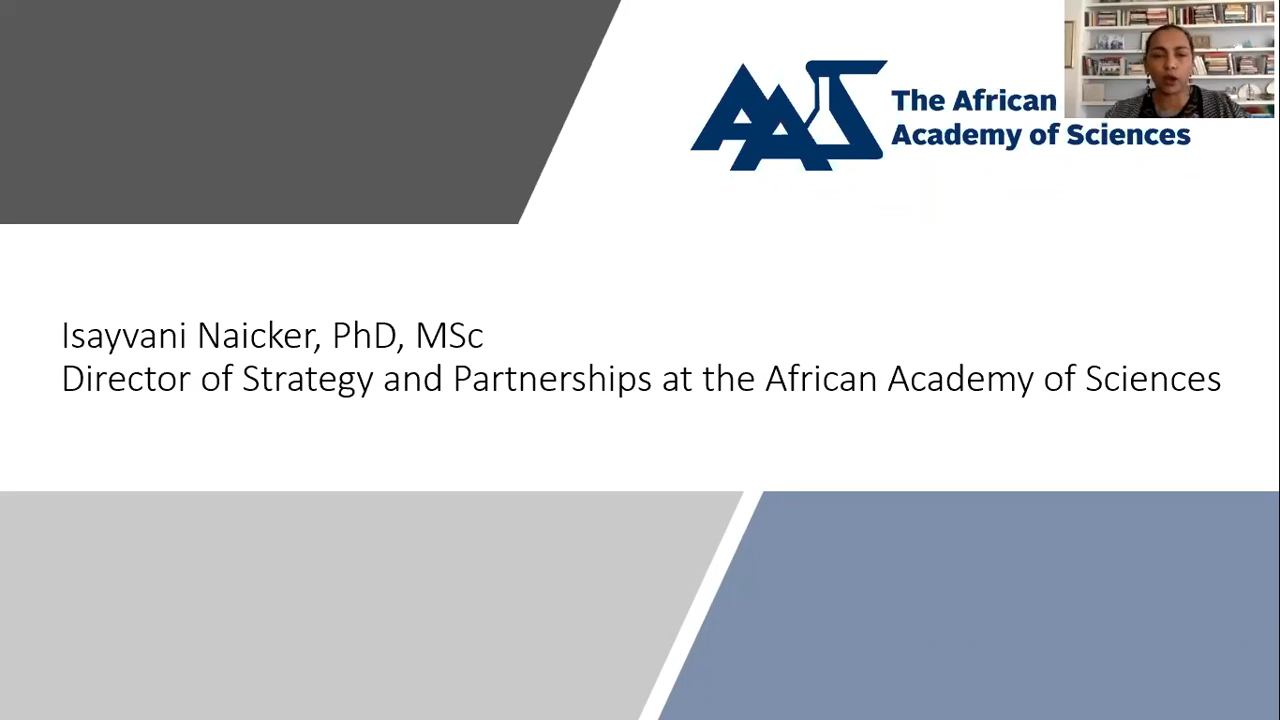 AAS
The African
Academy of Sciences
Isayvani Naicker, PhD, MSc
Director of Strategy and Partnerships at the African Academy of Sciences